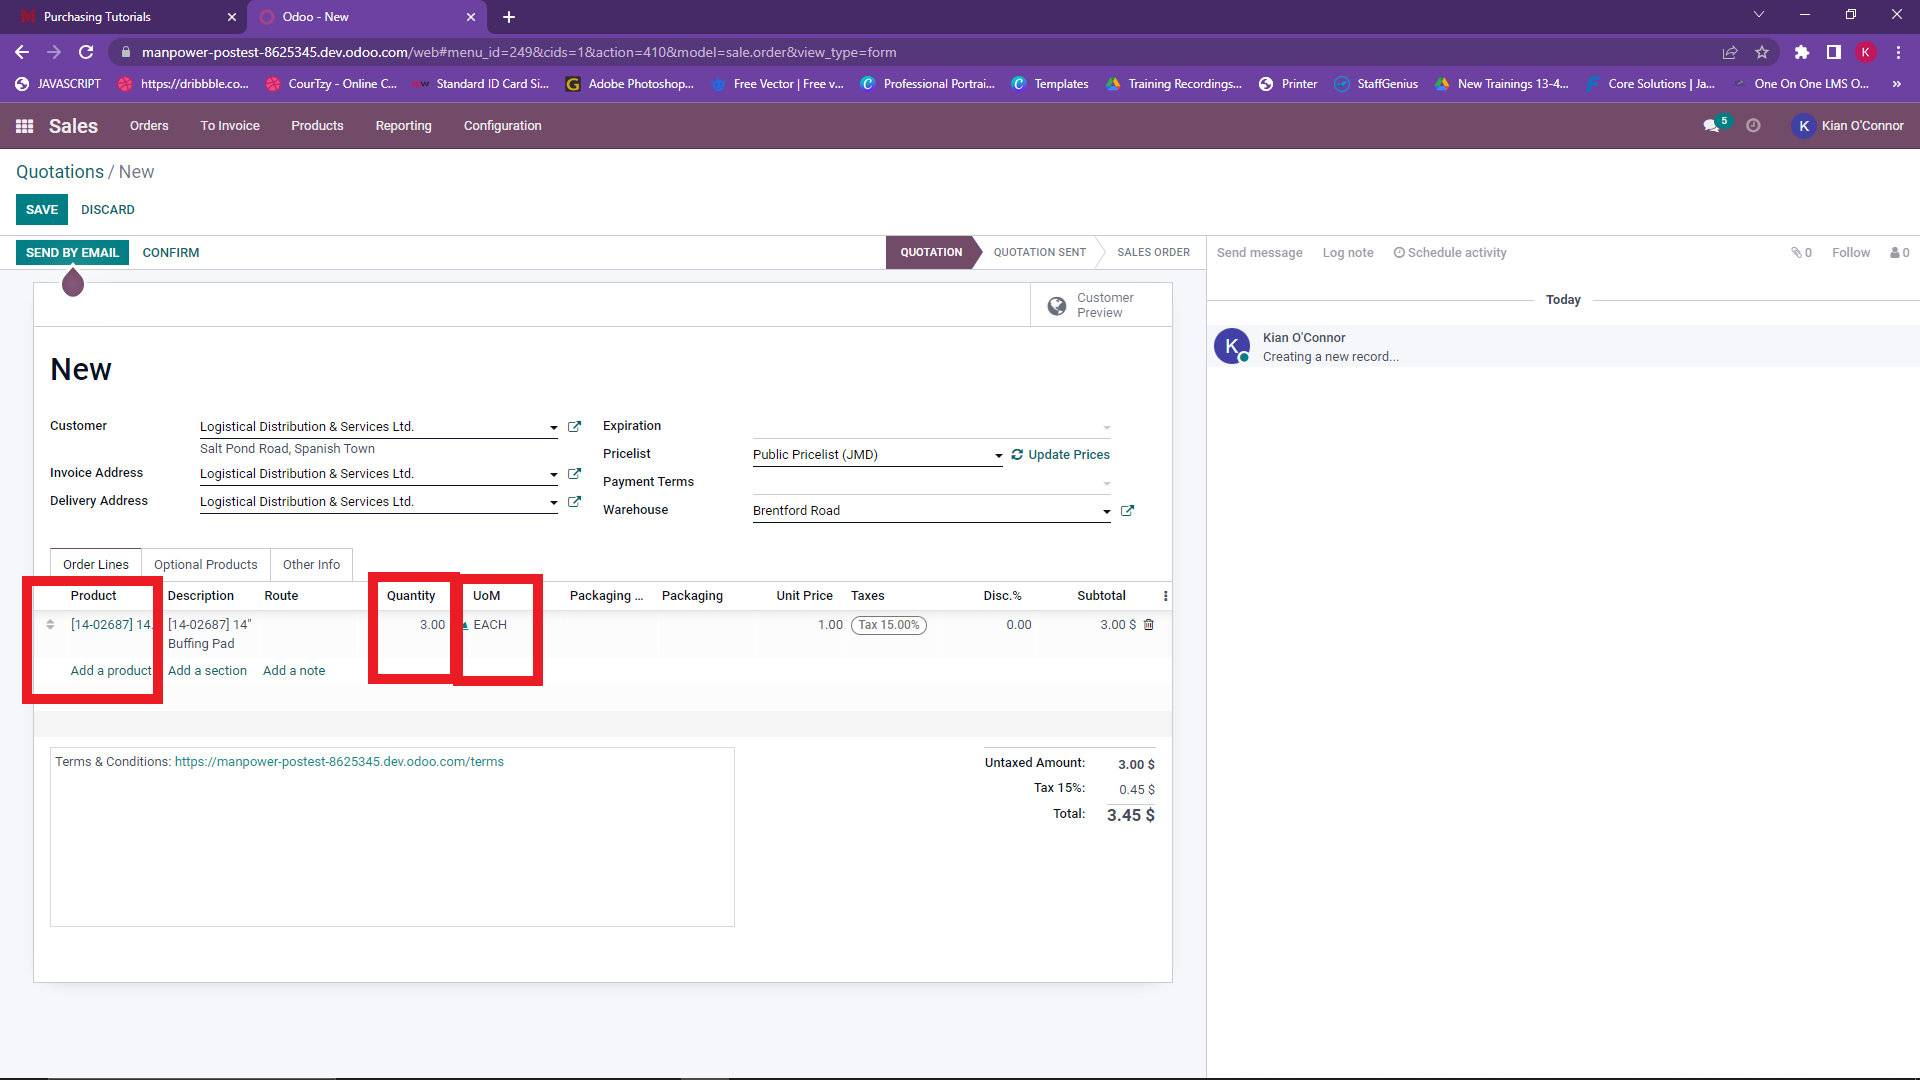 Purchasing Tutorials
Odoo - New
manpower-postest-8625345.dev.odoo.com/web#menu_id=249&cids=1&action=410&model=sale.order&view_type=form
K
JAVASCRIPT
https://dribbble.co...
CourTzy - Online C...
Standard ID Card Si...
Adobe Photoshop...
Free Vector | Free v...
Professional Portrai...
Templates
Training Recordings...
Printer
StaffGenius
New Trainings 13-4...
Core Solutions | Ja...
One On One LMS O...
»
Sales
Orders
To Invoice
Products
Reporting
Configuration
5
K
Kian O'Connor
Quotations / New
SAVE
DISCARD
SEND BY EMAIL
CONFIRM
QUOTATION
QUOTATION SENT
SALES ORDER
Send message
Log note
Schedule activity
0
Follow
0
Customer
Preview
Today
K
Kian O'Connor
Creating a new record...
New
Customer
Logistical Distribution & Services Ltd.
Salt Pond Road, Spanish Town
Invoice Address
Logistical Distribution & Services Ltd.
Delivery Address
Logistical Distribution & Services Ltd.
Expiration
Pricelist
Public Pricelist (JMD)
Update Prices
Payment Terms
Warehouse
Brentford Road
Order Lines
Optional Products
Other Info
Product
Description
Route
Quantity
UoM
Packaging ...
Packaging
Unit Price
Taxes
Disc.%
Subtotal
[14-02687] 14.
[14-02687] 14"
Buffing Pad
3.00
EACH
1.00
Tax 15.00%
0.00
3.00 $
Add a product
Add a section
Add a note
Terms & Conditions: https://manpower-postest-8625345.dev.odoo.com/terms
Untaxed Amount: 3.00 $
Tax 15%: 0.45 $
Total: 3.45 $